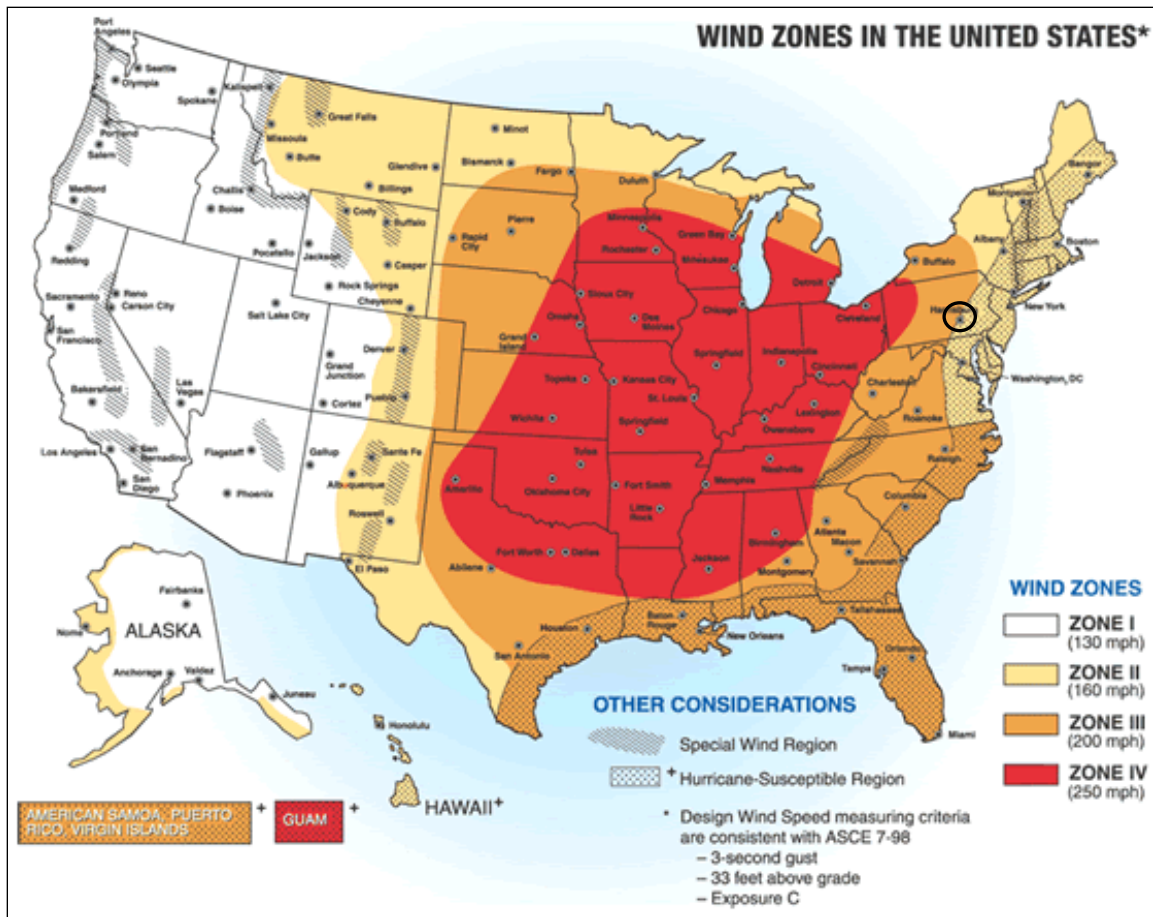 WIND ZONES IN THE UNITED STATES*
Port
Angeles
Seattle
Olympia
Spokane
Kalispell
Great Falls
Missoula
Butte
Glendive
Billings
Portland
Salem
Medford
Challis
Boise
Pocatello
Cody
Buffalo
Jackson
Casper
Rock Springs
Cheyenne
Redding
Sacramento
Reno
Carson City
San
Francisco
Salt Lake City
Grand
Junction
Denver
Pueblo
Cortez
Bakersfield
Las
Vegas
Los Angeles
San
Bernadino
San
Diego
Flagstaff
Phoenix
Gallup
Sante Fe
Albuquerque
Roswell
El Paso
Minot
Bismarck
Fargo
Duluth
Pierre
Rapid
City
Minneapolis
Rochester
Green Bay
Milwaukee
Sioux City
Omaha
Des
Moines
Grand
Island
Chicago
Detroit
Cleveland
Topeka
Kansas City
Springfield
Indianapolis
Cincinnati
St. Louis
Wichita
Springfield
Lexington
Owensboro
Charleston
Roanoke
Tulsa
Amarillo
Oklahoma City
Fort Smith
Little
Rock
Memphis
Nashville
Fort Worth
Dallas
Abilene
Jackson
Birmingham
Montgomery
Atlanta
Macon
Savannah
Columbia
Raleigh
Houston
San Antonio
Baton
Rouge
New Orleans
Tallahassee
Orlando
Tampa
Miami
Bangor
Montpelier
Albany
Boston
Buffalo
New York
Washington, DC
Fairbanks
Nome
ALASKA
Anchorage
Valdez
Juneau
Honolulu
HAWAII+
AMERICAN SAMOA, PUERTO
RICO, VIRGIN ISLANDS
+
GUAM
+
OTHER CONSIDERATIONS
Special Wind Region
+ Hurricane-Susceptible Region
* Design Wind Speed measuring criteria
are consistent with ASCE 7-98
– 3-second gust
– 33 feet above grade
– Exposure C
WIND ZONES
ZONE I
(130 mph)
ZONE II
(160 mph)
ZONE III
(200 mph)
ZONE IV
(250 mph)